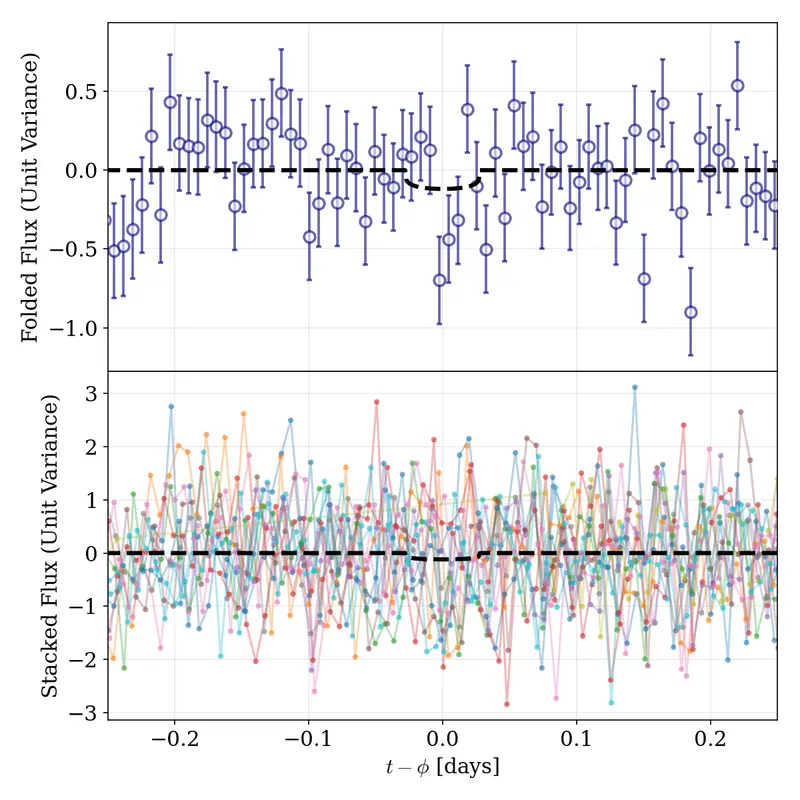 Folded Flux (Unit Variance)
0.5
0.0
−0.5
−1.0
Stacked Flux (Unit Variance)
3
2
1
0
−1
−2
−3
−0.2 −0.1 0.0 0.1 0.2
t − ϕ [days]